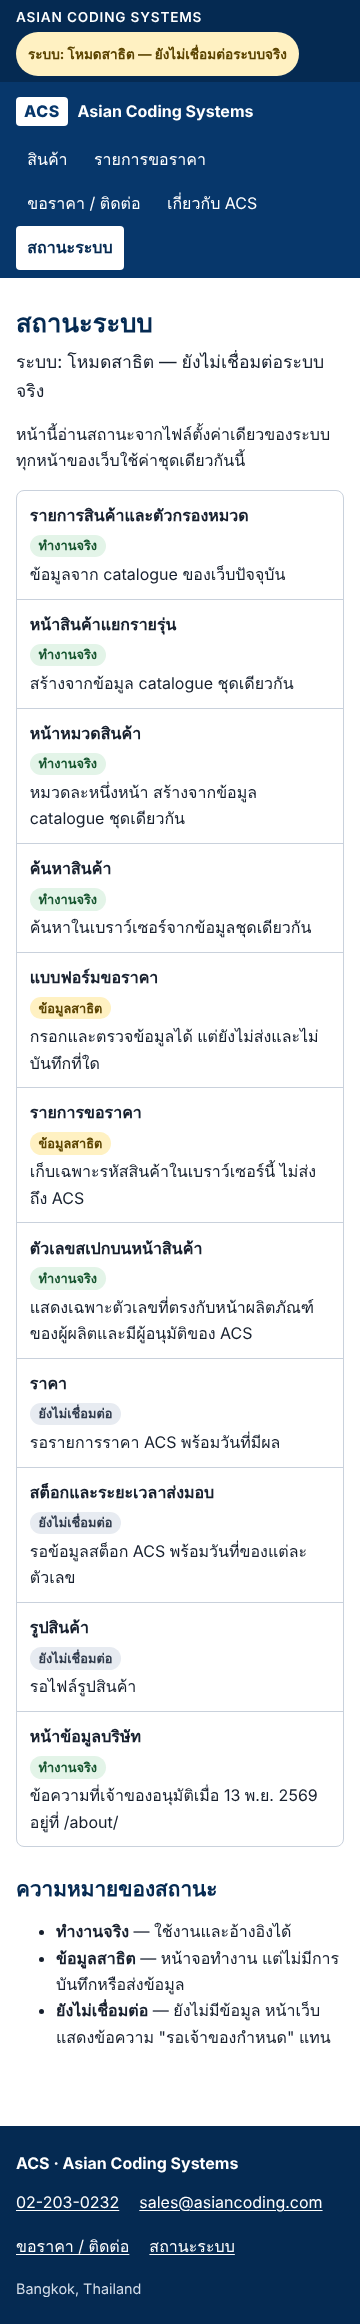 ASIAN CODING SYSTEMS
ระบบ: โหมดสาธิต — ยังไม่เชื่อมต่อระบบจริง
ACS Asian Coding Systems
สินค้า รายการขอราคา
ขอราคา / ติดต่อ เกี่ยวกับ ACS
สถานะระบบ
สถานะระบบ
ระบบ: โหมดสาธิต — ยังไม่เชื่อมต่อระบบ
จริง
หน้านี้อ่านสถานะจากไฟล์ตั้งค่าเดียวของระบบ
ทุกหน้าของเว็บใช้ค่าชุดเดียวกันนี้
รายการสินค้าและตัวกรองหมวด
ทำงานจริง
ข้อมูลจาก catalogue ของเว็บปัจจุบัน
หน้าสินค้าแยกรายรุ่น
ทำงานจริง
สร้างจากข้อมูล catalogue ชุดเดียวกัน
หน้าหมวดสินค้า
ทำงานจริง
หมวดละหนึ่งหน้า สร้างจากข้อมูล
catalogue ชุดเดียวกัน
ค้นหาสินค้า
ทำงานจริง
ค้นหาในเบราว์เซอร์จากข้อมูลชุดเดียวกัน
แบบฟอร์มขอราคา
ข้อมูลสาธิต
กรอกและตรวจข้อมูลได้ แต่ยังไม่ส่งและไม่
บันทึกที่ใด
รายการขอราคา
ข้อมูลสาธิต
เก็บเฉพาะรหัสสินค้าในเบราว์เซอร์นี้ ไม่ส่ง
ถึง ACS
ตัวเลขสเปกบนหน้าสินค้า
ทำงานจริง
แสดงเฉพาะตัวเลขที่ตรงกับหน้าผลิตภัณฑ์
ของผู้ผลิตและมีผู้อนุมัติของ ACS
ราคา
ยังไม่เชื่อมต่อ
รอรายการราคา ACS พร้อมวันที่มีผล
สต็อกและระยะเวลาส่งมอบ
ยังไม่เชื่อมต่อ
รอข้อมูลสต็อก ACS พร้อมวันที่ของแต่ละ
ตัวเลข
รูปสินค้า
ยังไม่เชื่อมต่อ
รอไฟล์รูปสินค้า
หน้าข้อมูลบริษัท
ทำงานจริง
ข้อความที่เจ้าของอนุมัติเมื่อ 13 พ.ย. 2569
อยู่ที่ /about/
ความหมายของสถานะ
• ทำงานจริง — ใช้งานและอ้างอิงได้
• ข้อมูลสาธิต — หน้าจอทำงาน แต่ไม่มีการ
บันทึกหรือส่งข้อมูล
• ยังไม่เชื่อมต่อ — ยังไม่มีข้อมูล หน้าเว็บ
แสดงข้อความ "รอเจ้าของกำหนด" แทน
ACS · Asian Coding Systems
02-203-0232 sales@asiancoding.com
ขอราคา / ติดต่อ สถานะระบบ
Bangkok, Thailand